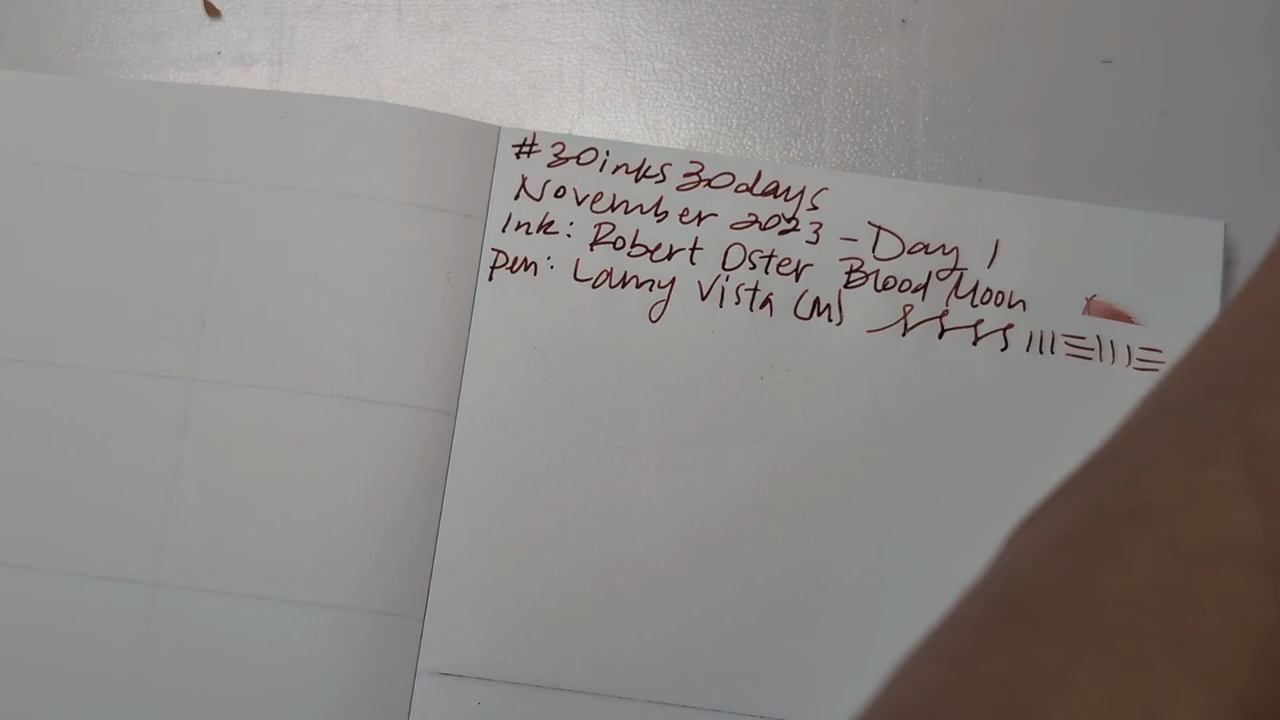 #30inks30days
November 2023 - Day 1
Ink: Robert Oster Blood Moon
Pen: Lamy Vista (M)